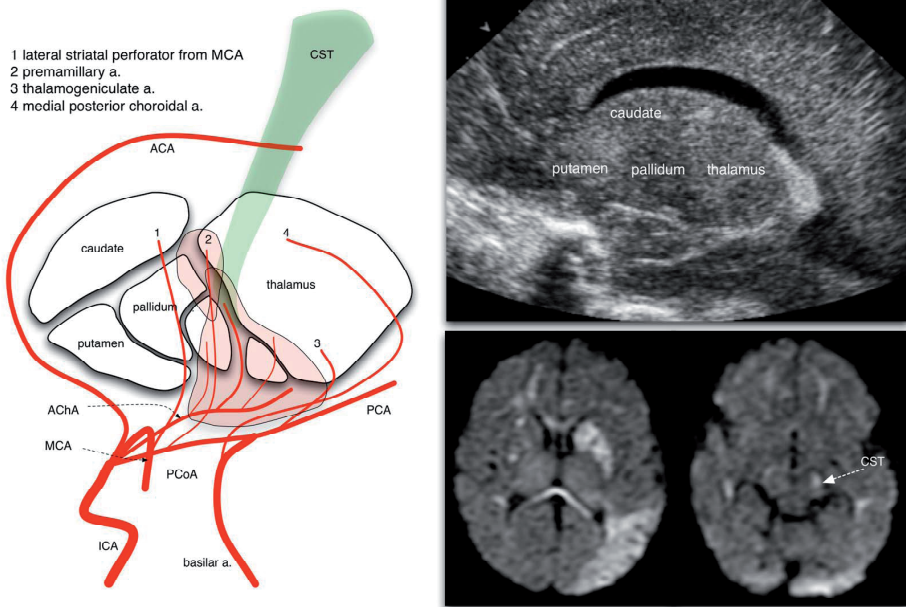 1 lateral striatal perforator from MCA
2 premamillary a.
3 thalamogeniculate a.
4 medial posterior choroidal a.
CST
ACA
1
2
4
caudate
thalamus
pallidum
putamen
3
AChA
PCA
MCA
PCoA
ICA
basilar a.
caudate
putamen
pallidum
thalamus
CST